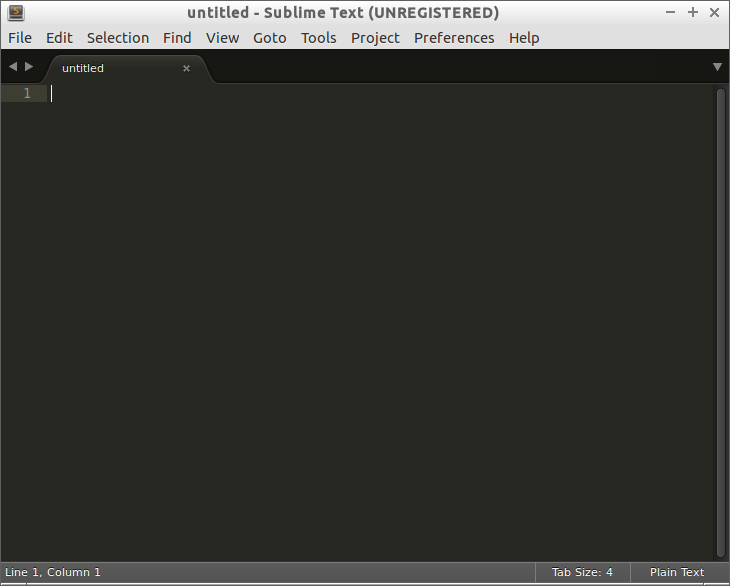 untitled - Sublime Text (UNREGISTERED)
File Edit Selection Find View Goto Tools Project Preferences Help
untitled
1
Line 1, Column 1 Tab Size: 4 Plain Text